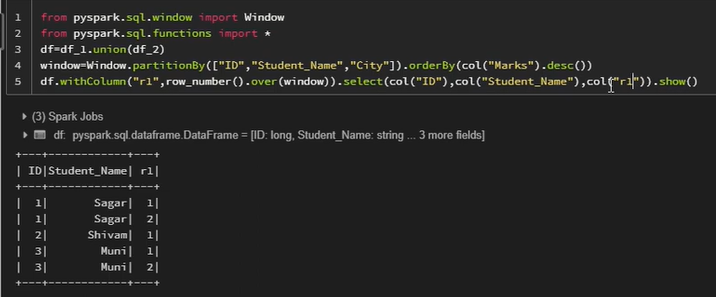 1 from pyspark.sql.window import Window
2 from pyspark.sql.functions import *
3 df=df_1.union(df_2)
4 window=Window.partitionBy(["ID","Student_Name","City"]).orderBy(col("Marks").desc())
5 df.withColumn("r1",row_number().over(window)).select(col("ID"),col("Student_Name"),col("r1")).show()
(3) Spark Jobs
df: pyspark.sql.dataframe.DataFrame = [ID: long, Student_Name: string ... 3 more fields]
+---+------------+---+
| ID|Student_Name| r1|
+---+------------+---+
|  1|       Sagar|  1|
|  1|       Sagar|  2|
|  2|      Shivam|  1|
|  3|        Muni|  1|
|  3|        Muni|  2|
+---+------------+---+